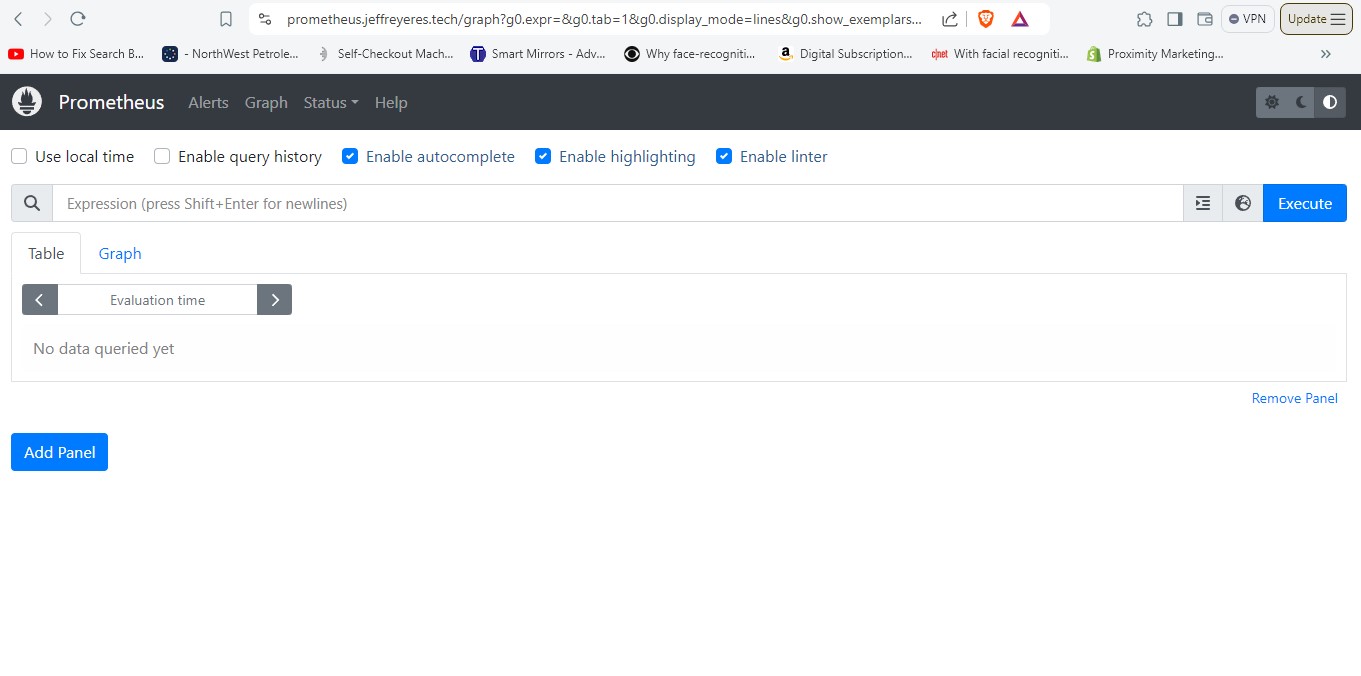 prometheus.jeffreyeres.tech/graph?g0.expr=&g0.tab=1&g0.display_mode=lines&g0.show_exemplars... VPN Update
How to Fix Search B... - NorthWest Petrole... Self-Checkout Mach... Smart Mirrors - Adv... Why face-recogniti... Digital Subscription... cnet With facial recogniti... Proximity Marketing... »
Prometheus Alerts Graph Status Help
Use local time Enable query history Enable autocomplete Enable highlighting Enable linter
Expression (press Shift+Enter for newlines) Execute
Table Graph
Evaluation time
No data queried yet
Remove Panel
Add Panel